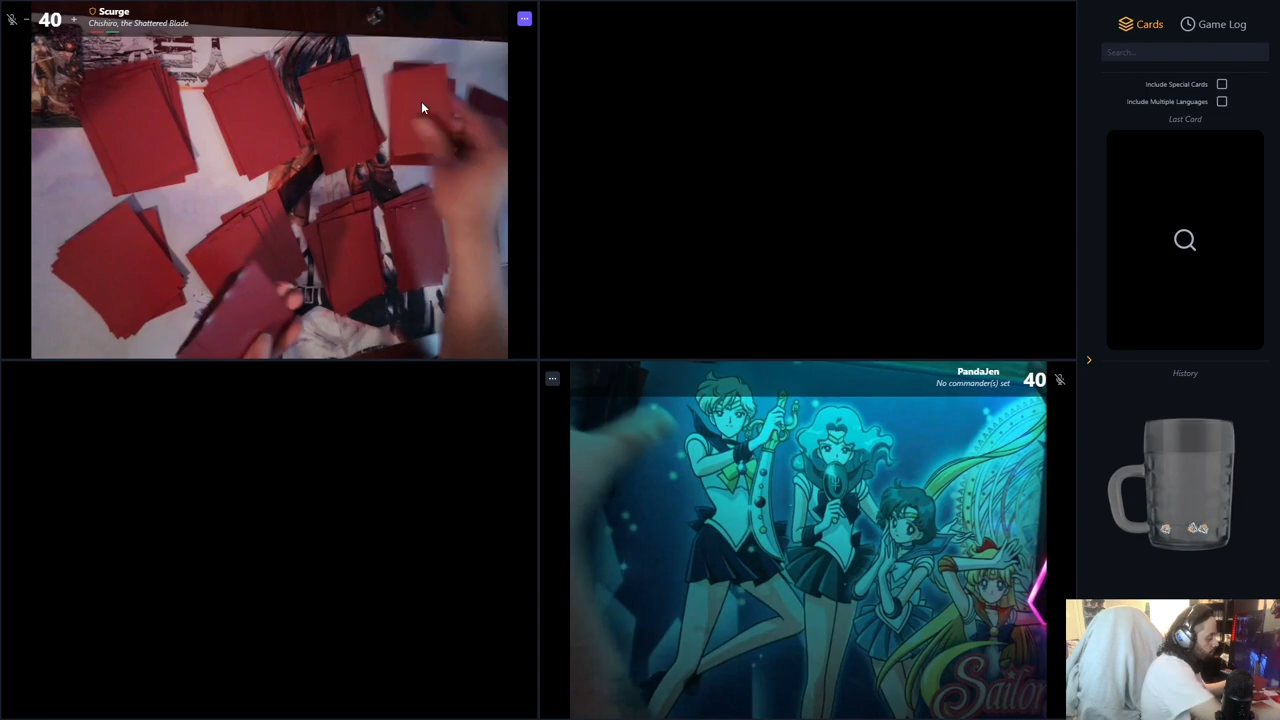 40
Scurge
Chishiro, the Shattered Blade
Cards
Game Log
Search...
Include Special Cards
Include Multiple Languages
Last Card
History
PandaJen
No commander(s) set
40
Sailor